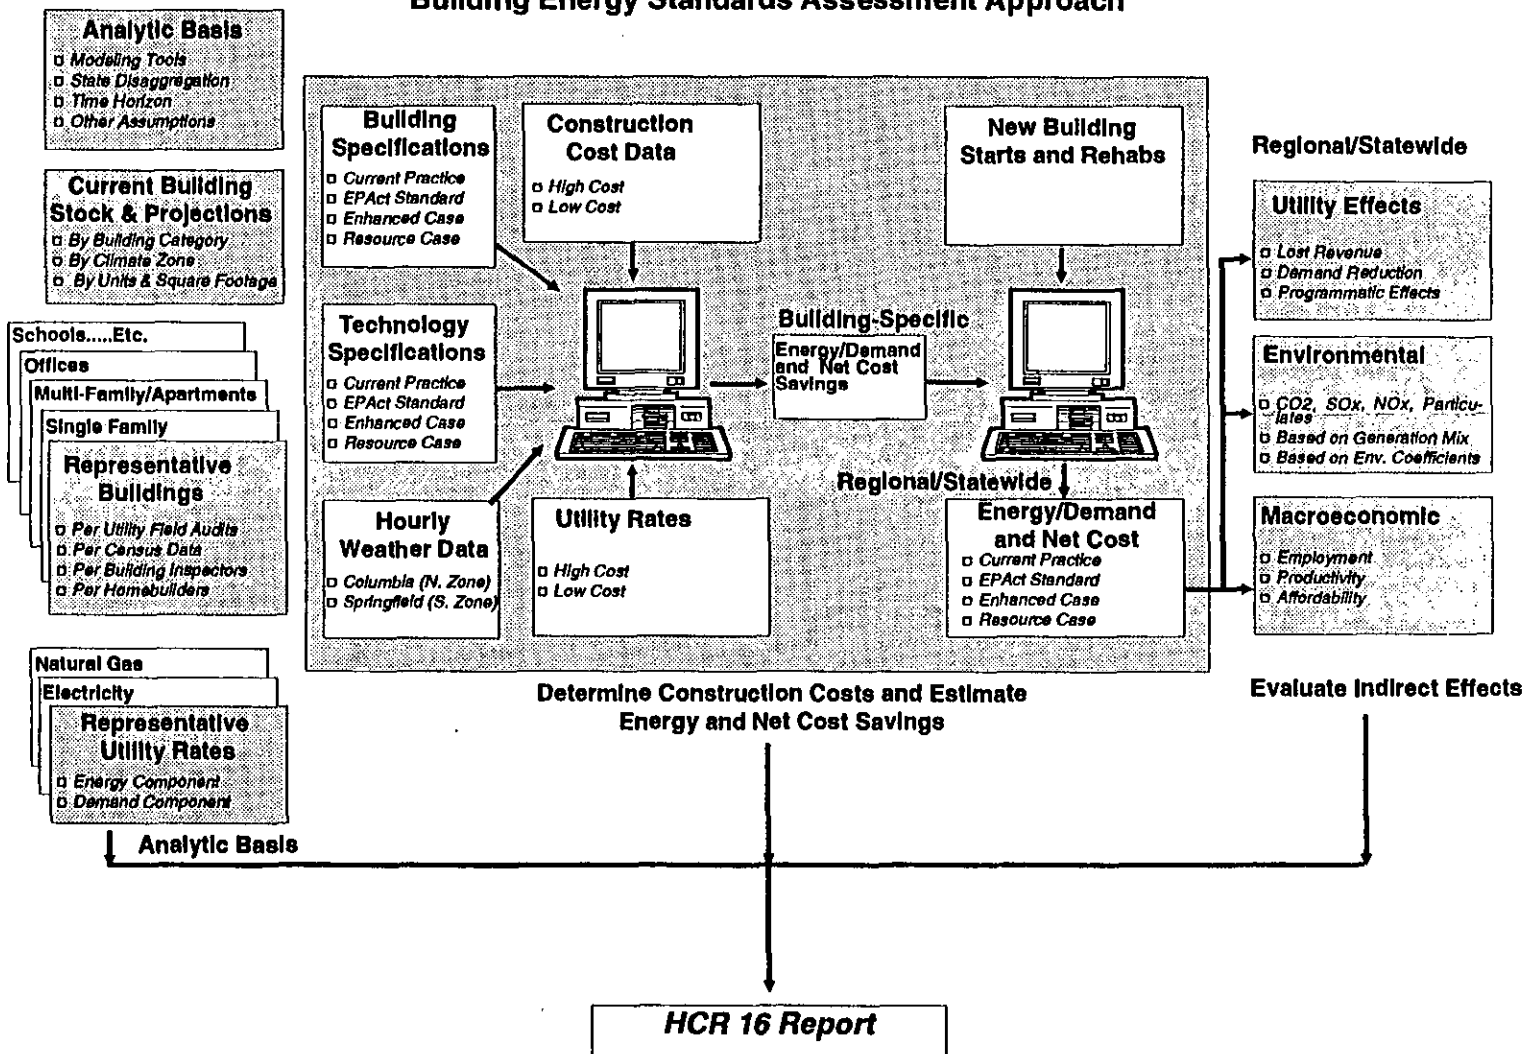 Building Energy Standards Assessment Approach
Analytic Basis
Modeling Tools
State Disaggregation
Time Horizon
Other Assumptions
Current Building
Stock & Projections
By Building Category
By Climate Zone
By Units & Square Footage
Schools.....Etc.
Offices
Multi-Family/Apartments
Single Family
Representative
Buildings
Per Utility Field Audits
Per Census Data
Per Building Inspectors
Per Homebuilders
Natural Gas
Electricity
Representative
Utility Rates
Energy Component
Demand Component
Analytic Basis
Building
Specifications
Current Practice
EPAct Standard
Enhanced Case
Resource Case
Technology
Specifications
Current Practice
EPAct Standard
Enhanced Case
Resource Case
Hourly
Weather Data
Columbia (N. Zone)
Springfield (S. Zone)
Construction
Cost Data
High Cost
Low Cost
Utility Rates
High Cost
Low Cost
Building-Specific
Energy/Demand
and Net Cost
Savings
New Building
Starts and Rehabs
Regional/Statewide
Energy/Demand
and Net Cost
Current Practice
EPAct Standard
Enhanced Case
Resource Case
Determine Construction Costs and Estimate
Energy and Net Cost Savings
Regional/Statewide
Utility Effects
Lost Revenue
Demand Reduction
Programmatic Effects
Environmental
CO2, SOx, NOx, Particu-
lates
Based on Generation Mix
Based on Env. Coefficients
Macroeconomic
Employment
Productivity
Affordability
Evaluate Indirect Effects
HCR 16 Report